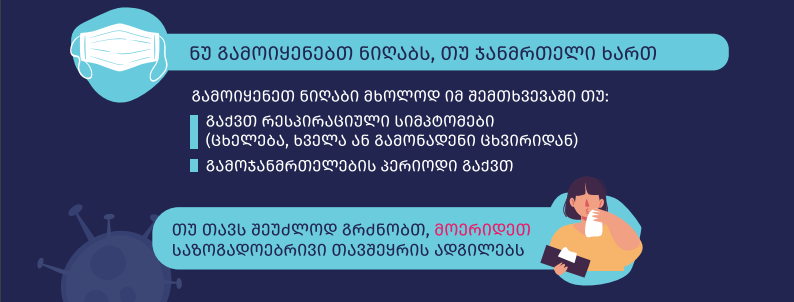 ნუ გამოიყენებთ ნიღაბს, თუ ჯანმრთელი ხართ
გამოიყენეთ ნიღაბი მხოლოდ იმ შემთხვევაში თუ:
გაქვთ რესპირაციული სიმპტომები
(ცხელება, ხველა ან გამონადენი ცხვირიდან)
გამოჯანმრთელების პერიოდი გაქვთ
თუ თავს შეუძლოდ გრძნობთ, მოერიდეთ
საზოგადოებრივი თავშეყრის ადგილებს